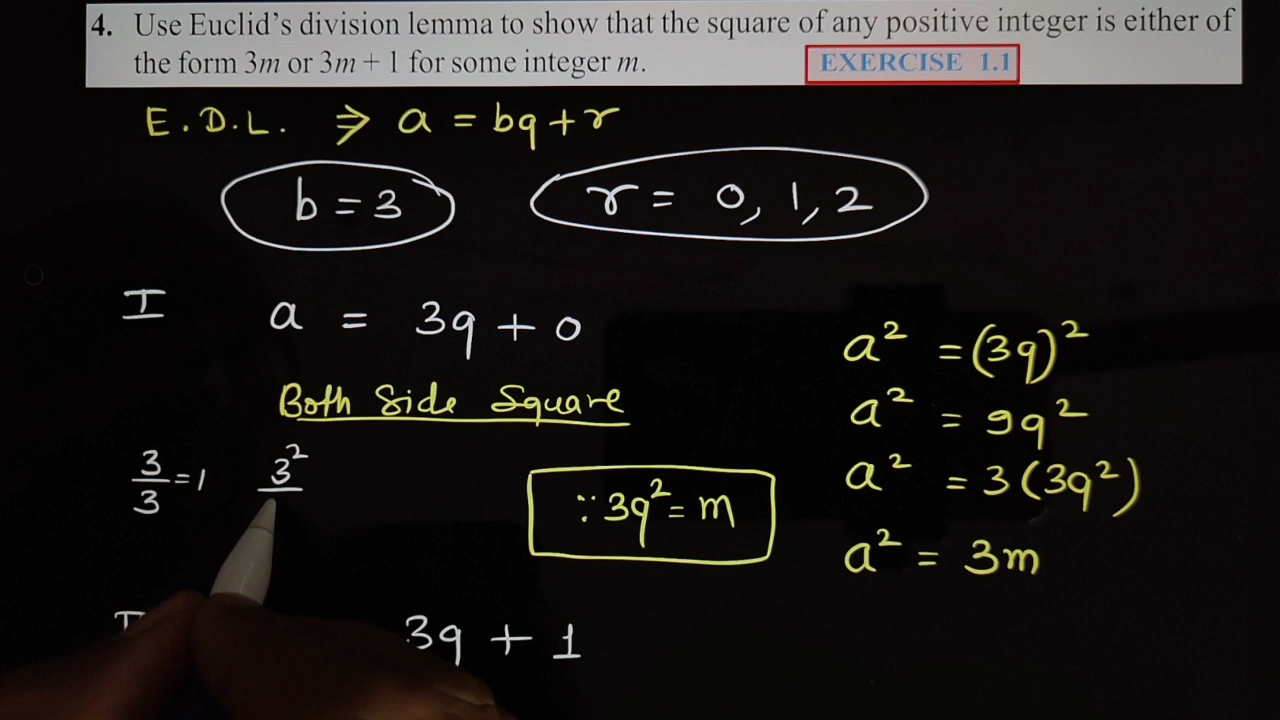 4. Use Euclid's division lemma to show that the square of any positive integer is either of
the form 3m or 3m + 1 for some integer m.
EXERCISE 1.1
E.D.L. ⇒ a = bq + r
b = 3
r = 0, 1, 2
I a = 3q + 0
Both Side Square
3/3 = 1 3²
∵ 3q² = m
a² = (3q)²
a² = 9q²
a² = 3(3q²)
a² = 3m
3q + 1